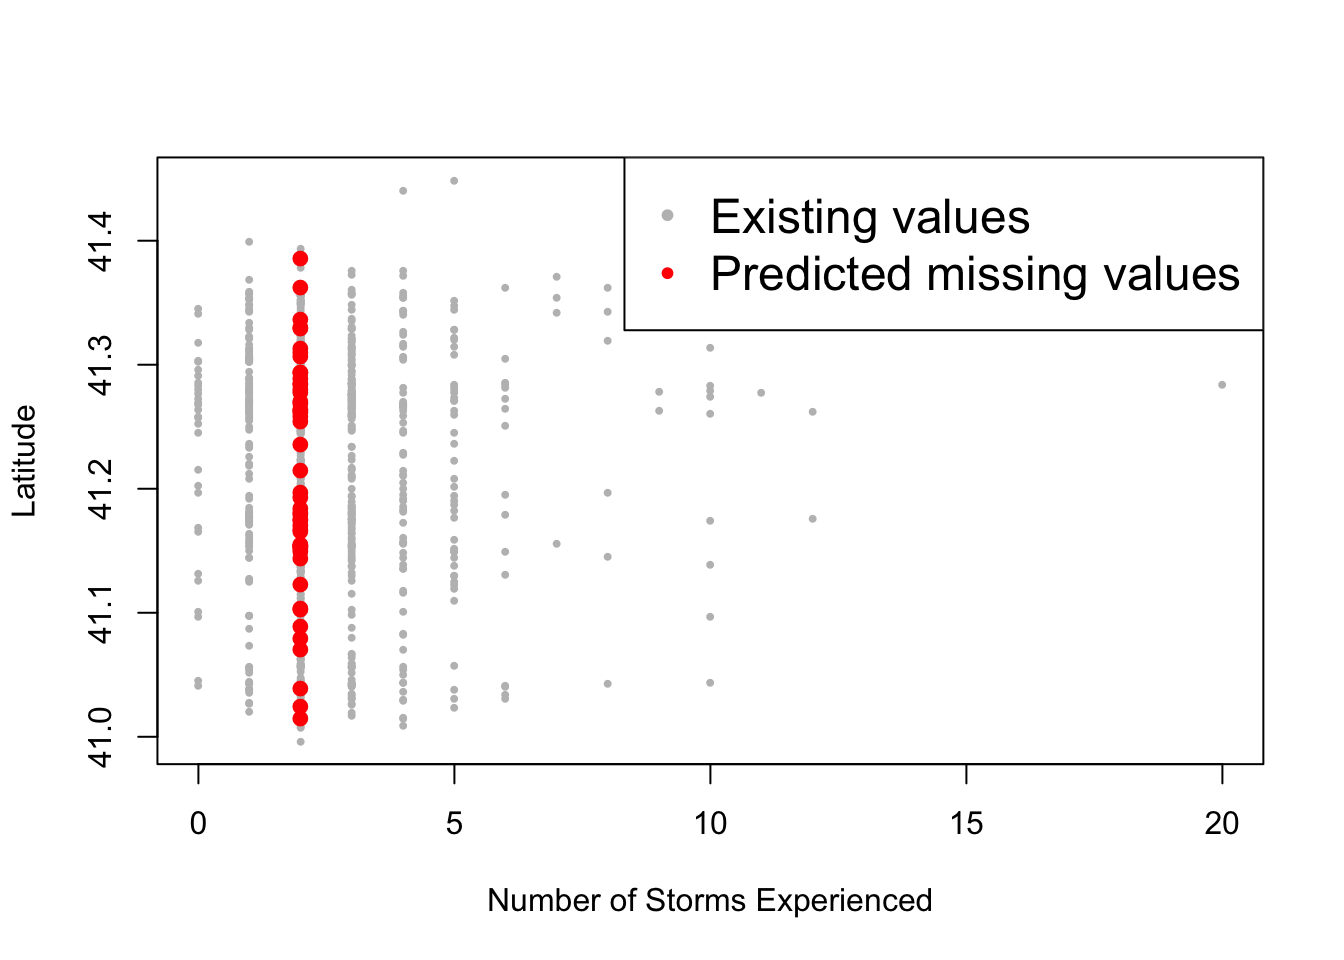 Existing values
Predicted missing values
41.4
41.3
41.2
41.1
41.0
Latitude
0 5 10 15 20
Number of Storms Experienced